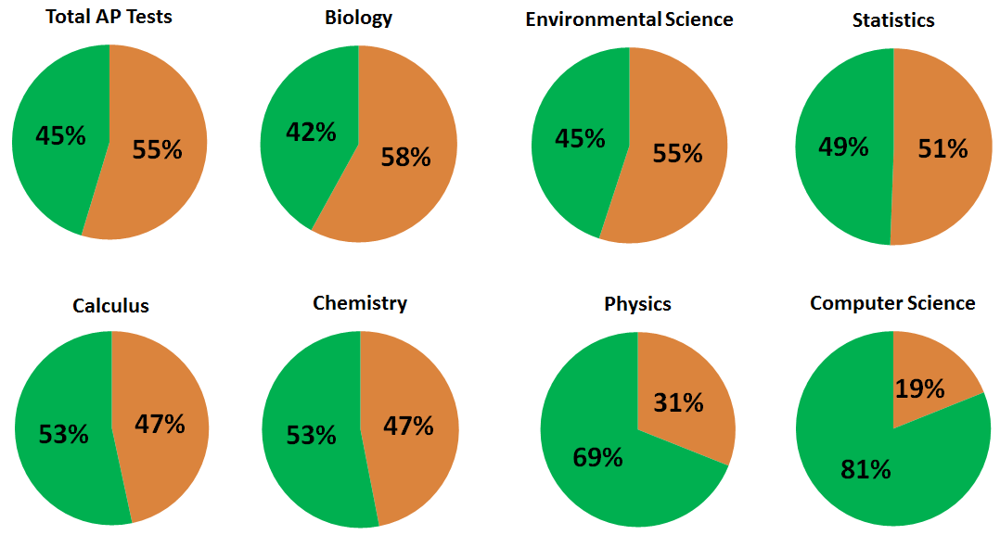 Total AP Tests
45%
55%
Biology
42%
58%
Environmental Science
45%
55%
Statistics
49%
51%
Calculus
53%
47%
Chemistry
53%
47%
Physics
31%
69%
Computer Science
19%
81%